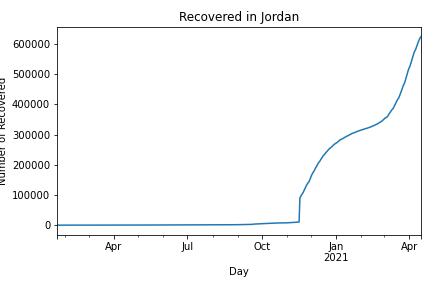 Recovered in Jordan
Number of Recovered
600000
500000
400000
300000
200000
100000
0
Apr
Jul
Oct
Jan
2021
Apr
Day